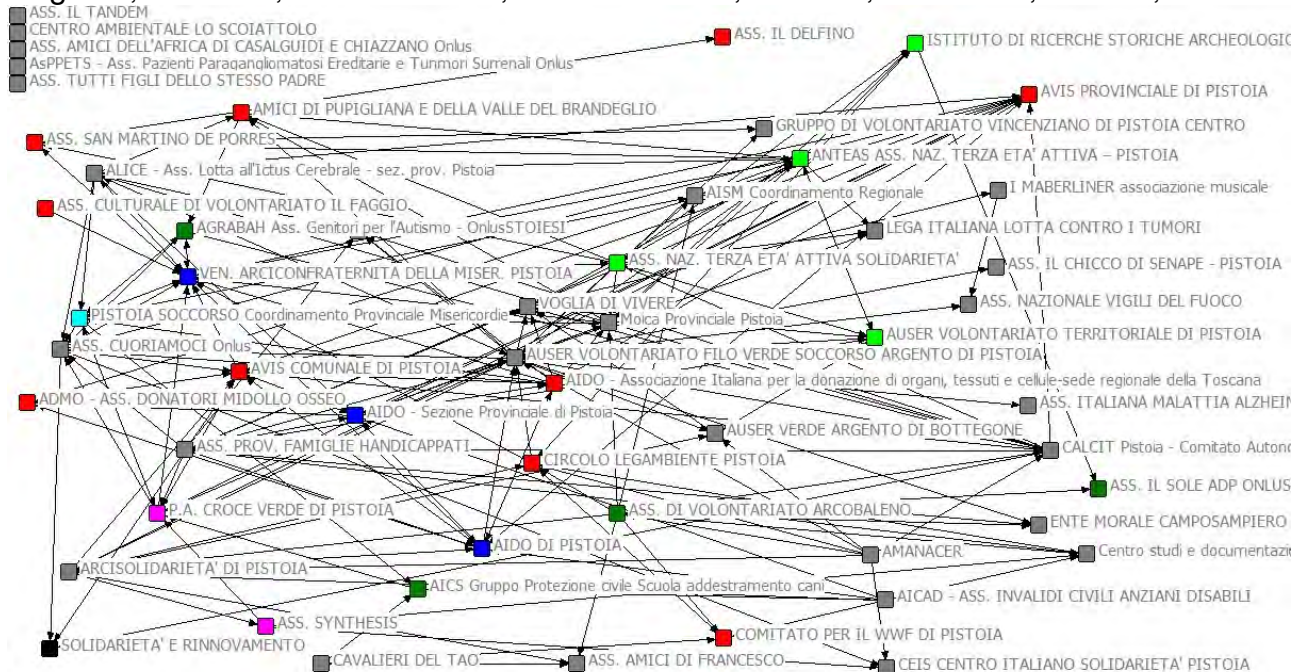 ASS. IL TANDEM
CENTRO AMBIENTALE LO SCOIATTOLO
ASS. AMICI DELL'AFRICA DI CASALGUIDI E CHIAZZANO Onlus
AsPPETS - Ass. Pazienti Paragangliomatosi Ereditarie e Tunmori Surrenali Onlus
ASS. TUTTI FIGLI DELLO STESSO PADRE
ASS. IL DELFINO
ISTITUTO DI RICERCHE STORICHE ARCHEOLOGIC
AVIS PROVINCIALE DI PISTOIA
AMICI DI PUPIGLIANA E DELLA VALLE DEL BRANDEGLIO
GRUPPO DI VOLONTARIATO VINCENZIANO DI PISTOIA CENTRO
ASS. SAN MARTINO DE PORRES
ANTEAS ASS. NAZ. TERZA ETA' ATTIVA – PISTOIA
ALICE - Ass. Lotta all'Ictus Cerebrale - sez. prov. Pistoia
AISM Coordinamento Regionale
I MABERLINER associazione musicale
ASS. CULTURALE DI VOLONTARIATO IL FAGGIO
AGRABAH Ass. Genitori per l'Autismo - OnlusSTOIESI
LEGA ITALIANA LOTTA CONTRO I TUMORI
ASS. NAZ. TERZA ETA' ATTIVA SOLIDARIETA'
ASS. IL CHICCO DI SENAPE - PISTOIA
VEN. ARCICONFRATERNITA DELLA MISER. PISTOIA
VOGLIA DI VIVERE
ASS. NAZIONALE VIGILI DEL FUOCO
PISTOIA SOCCORSO Coordinamento Provinciale Misericordie
Moica Provinciale Pistoia
AUSER VOLONTARIATO TERRITORIALE DI PISTOIA
ASS. CUORIAMOCI Onlus
AUSER VOLONTARIATO FILO VERDE SOCCORSO ARGENTO DI PISTOIA
AVIS COMUNALE DI PISTOIA
AIDO - Associazione Italiana per la donazione di organi, tessuti e cellule-sede regionale della Toscana
ADMO - ASS. DONATORI MIDOLLO OSSEO
AIDO - Sezione Provinciale di Pistoia
ASS. ITALIANA MALATTIA ALZHEIM
AUSER VERDE ARGENTO DI BOTTEGONE
ASS. PROV. FAMIGLIE HANDICAPPATI
CALCIT Pistoia - Comitato Autono
CIRCOLO LEGAMBIENTE PISTOIA
ASS. IL SOLE ADP ONLUS
P.A. CROCE VERDE DI PISTOIA
ASS. DI VOLONTARIATO ARCOBALENO
ENTE MORALE CAMPOSAMPIERO
AIDO DI PISTOIA
AMANACER
Centro studi e documentazi
ARCISOLIDARIETA' DI PISTOIA
AICS Gruppo Protezione civile Scuola addestramento cani
AICAD - ASS. INVALIDI CIVILI ANZIANI DISABILI
ASS. SYNTHESIS
COMITATO PER IL WWF DI PISTOIA
SOLIDARIETA' E RINNOVAMENTO
CAVALIERI DEL TAO
ASS. AMICI DI FRANCESCO
CEIS CENTRO ITALIANO SOLIDARIETA' PISTOIA